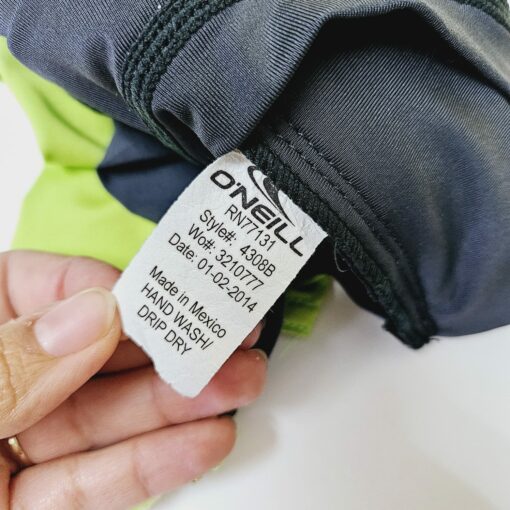 O'NEILL
RN77131
Style#: 4308B
Wo#: 3210777
Date: 01-02-2014
Made in Mexico
HAND WASH/
DRIP DRY